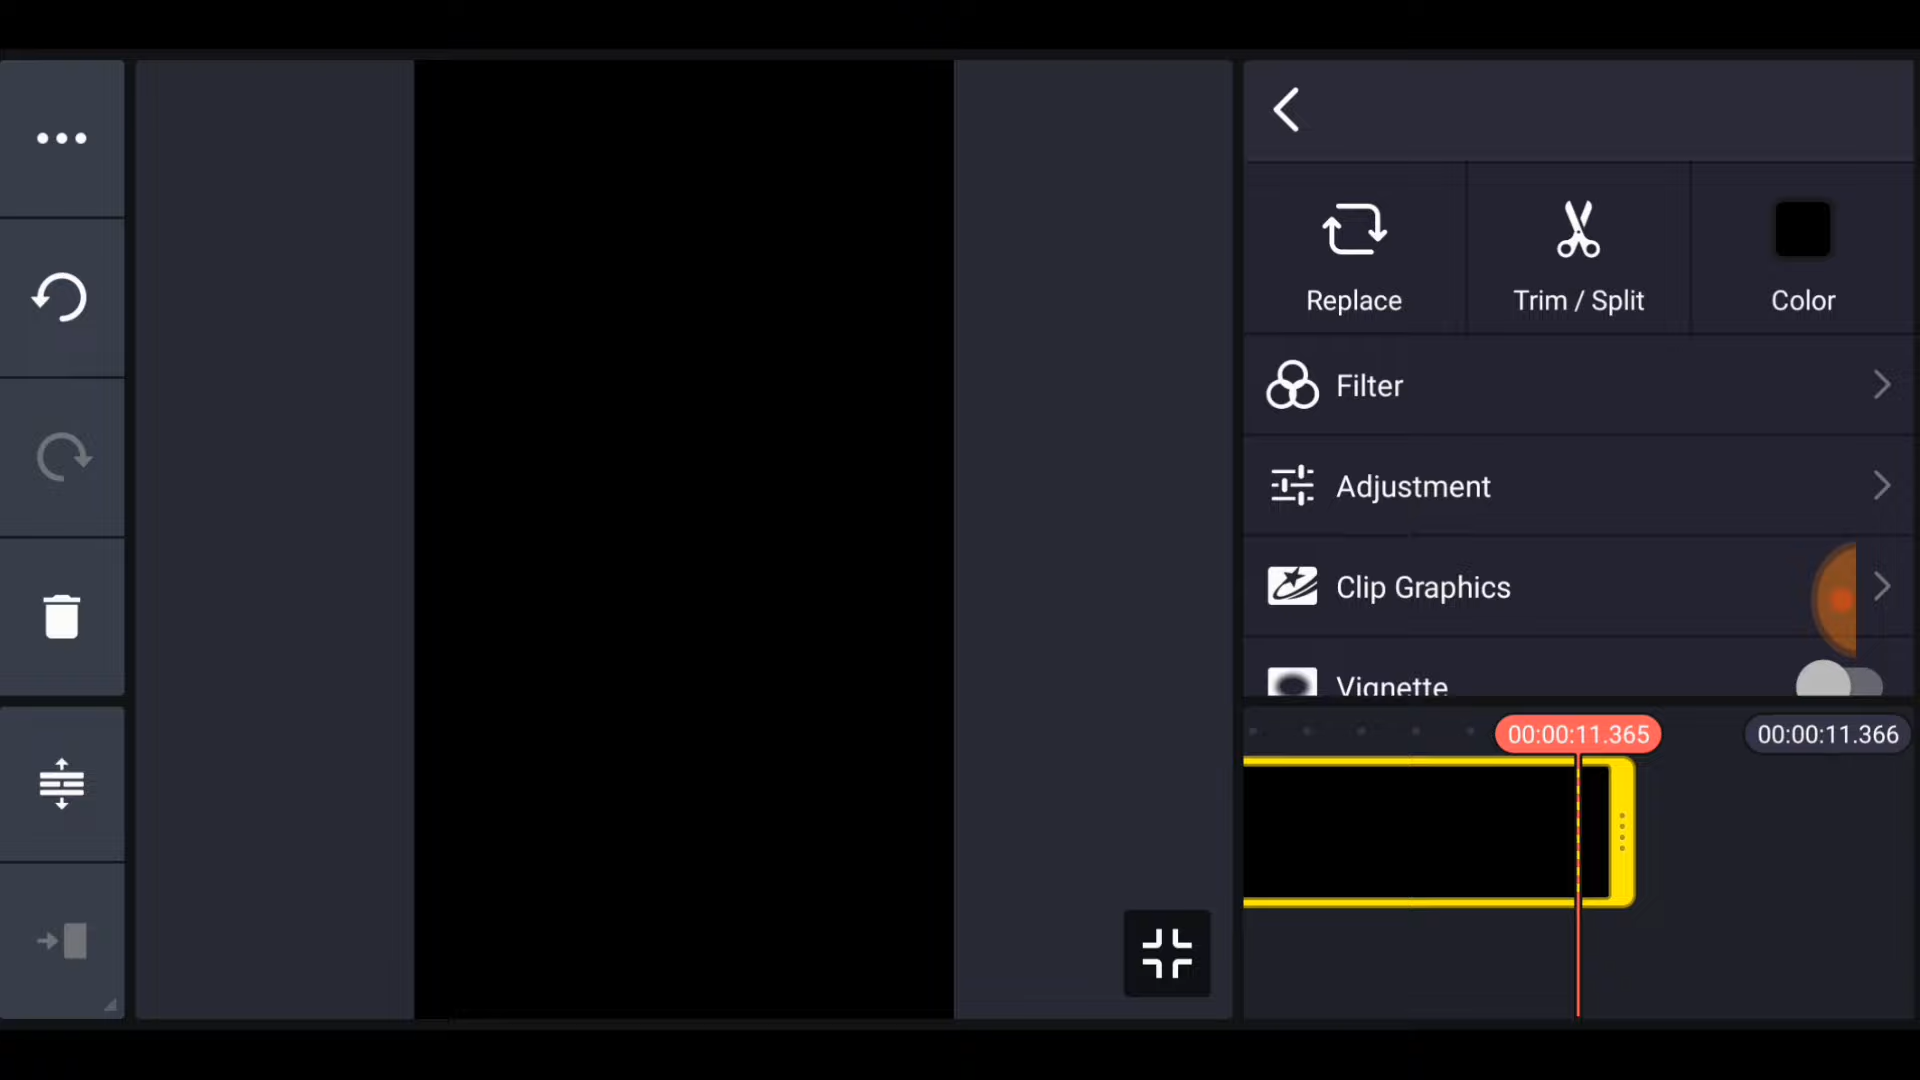 Replace
Trim / Split
Color
Filter
Adjustment
Clip Graphics
Vignette
00:00:11.365
00:00:11.366